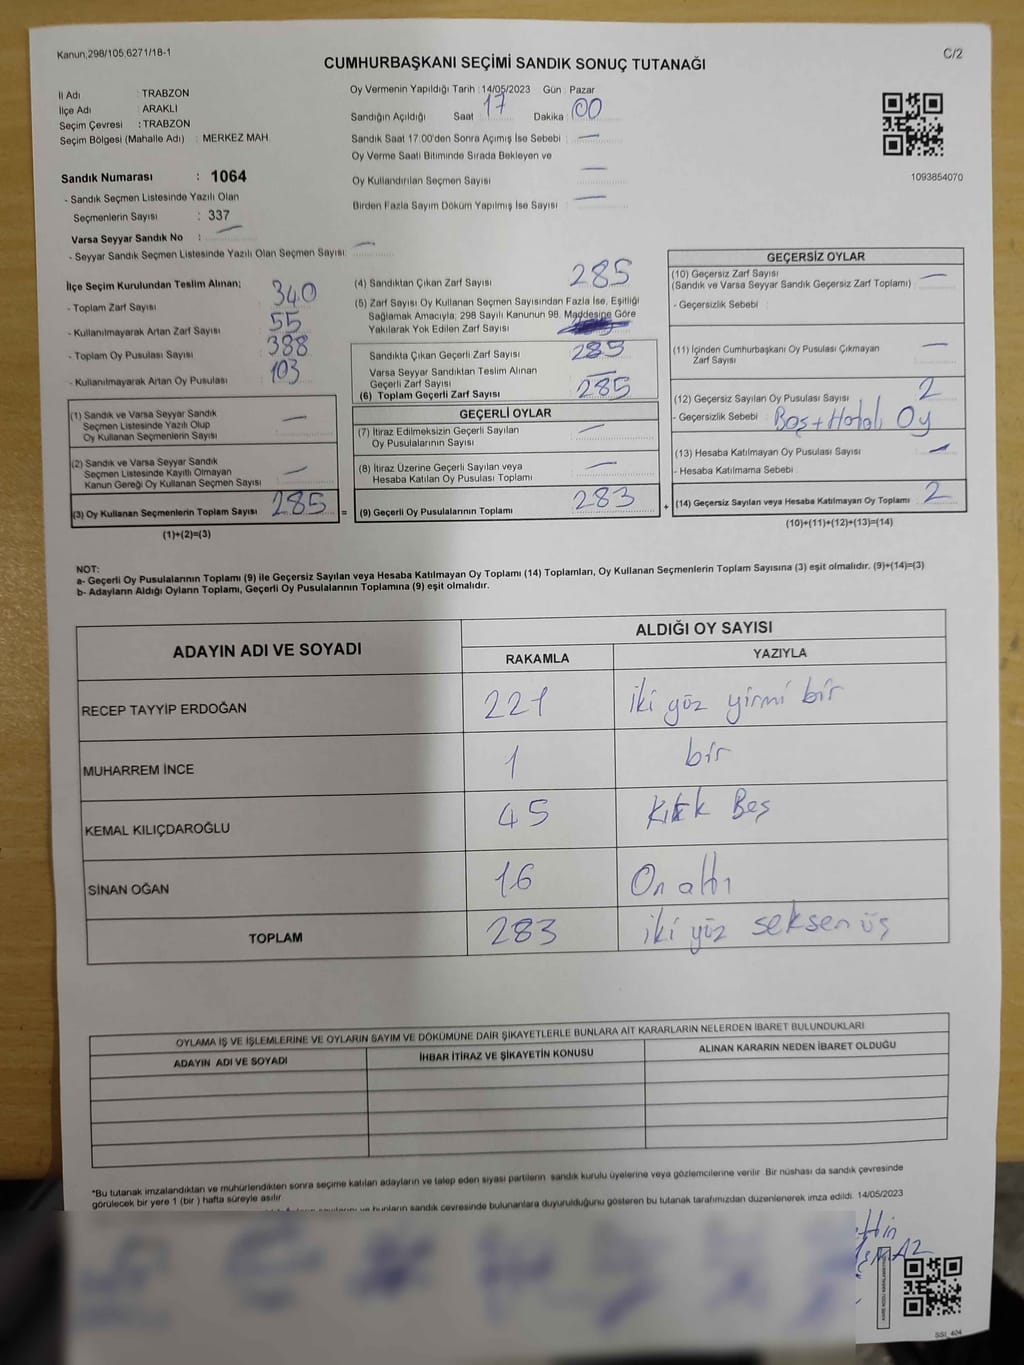 Kanun;298/105;6271/18-1
C/2
CUMHURBAŞKANI SEÇİMİ SANDIK SONUÇ TUTANAĞI
İl Adı : TRABZON
İlçe Adı : ARAKLI
Seçim Çevresi : TRABZON
Seçim Bölgesi (Mahalle Adı) : MERKEZ MAH.
Oy Vermenin Yapıldığı Tarih : 14/05/2023 Gün : Pazar
Sandığın Açıldığı Saat 17 Dakika 00
Sandık Saat 17:00'den Sonra Açımış İse Sebebi : —
Oy Verme Saati Bitiminde Sırada Bekleyen ve
Oy Kullandırılan Seçmen Sayısı : —
Birden Fazla Sayım Döküm Yapılmış İse Sayısı : —
1093854070
Sandık Numarası : 1064
- Sandık Seçmen Listesinde Yazılı Olan
Seçmenlerin Sayısı : 337
Varsa Seyyar Sandık No : —
- Seyyar Sandık Seçmen Listesinde Yazılı Olan Seçmen Sayısı: —
İlçe Seçim Kurulundan Teslim Alınan;
- Toplam Zarf Sayısı : 340
- Kullanılmayarak Artan Zarf Sayısı : 55
- Toplam Oy Pusulası Sayısı : 388
- Kullanılmayarak Artan Oy Pusulası : 103
(1) Sandık ve Varsa Seyyar Sandık
Seçmen Listesinde Yazılı Olup
Oy Kullanan Seçmenlerin Sayısı —
(2) Sandık ve Varsa Seyyar Sandık
Seçmen Listesinde Kayıtlı Olmayan
Kanun Gereği Oy Kullanan Seçmen Sayısı —
(3) Oy Kullanan Seçmenlerin Toplam Sayısı 285 =
(1)+(2)=(3)
(4) Sandıktan Çıkan Zarf Sayısı 285
(5) Zarf Sayısı Oy Kullanan Seçmen Sayısından Fazla İse, Eşitliği
Sağlamak Amacıyla; 298 Sayılı Kanunun 98. Maddesine Göre
Yakılarak Yok Edilen Zarf Sayısı
Sandıkta Çıkan Geçerli Zarf Sayısı 285
Varsa Seyyar Sandıktan Teslim Alınan
Geçerli Zarf Sayısı —
(6) Toplam Geçerli Zarf Sayısı 285
GEÇERLİ OYLAR
(7) İtiraz Edilmeksizin Geçerli Sayılan
Oy Pusulalarının Sayısı —
(8) İtiraz Üzerine Geçerli Sayılan veya
Hesaba Katılan Oy Pusulası Toplamı —
(9) Geçerli Oy Pusulalarının Toplamı 283 +
GEÇERSİZ OYLAR
(10) Geçersiz Zarf Sayısı
(Sandık ve Varsa Seyyar Sandık Geçersiz Zarf Toplamı) —
- Geçersizlik Sebebi :
(11) İçinden Cumhurbaşkanı Oy Pusulası Çıkmayan
Zarf Sayısı —
(12) Geçersiz Sayılan Oy Pusulası Sayısı 2
- Geçersizlik Sebebi : Boş+Hatalı Oy
(13) Hesaba Katılmayan Oy Pusulası Sayısı —
- Hesaba Katılmama Sebebi
(14) Geçersiz Sayılan veya Hesaba Katılmayan Oy Toplamı 2
(10)+(11)+(12)+(13)=(14)
NOT:
a- Geçerli Oy Pusulalarının Toplamı (9) ile Geçersiz Sayılan veya Hesaba Katılmayan Oy Toplamı (14) Toplamları, Oy Kullanan Seçmenlerin Toplam Sayısına (3) eşit olmalıdır. (9)+(14)=(3)
b- Adayların Aldığı Oyların Toplamı, Geçerli Oy Pusulalarının Toplamına (9) eşit olmalıdır.
ADAYIN ADI VE SOYADI
ALDIĞI OY SAYISI
RAKAMLA YAZIYLA
RECEP TAYYİP ERDOĞAN 221 iki yöz yirmi bir
MUHARREM İNCE 1 bir
KEMAL KILIÇDAROĞLU 45 Kırk Beş
SİNAN OĞAN 16 On altı
TOPLAM 283 iki yöz seksen üş
OYLAMA İŞ VE İŞLEMLERİNE VE OYLARIN SAYIM VE DÖKÜMÜNE DAİR ŞİKAYETLERLE BUNLARA AİT KARARLARIN NELERDEN İBARET BULUNDUKLARI
ADAYIN ADI VE SOYADI İHBAR İTİRAZ VE ŞİKAYETİN KONUSU ALINAN KARARIN NEDEN İBARET OLDUĞU
*Bu tutanak imzalandıktan ve mühürlendikten sonra seçime katılan adayların ve talep eden siyasi partilerin sandık kurulu üyelerine veya gözlemcilerine verilir. Bir nüshası da sandık çevresinde
görülecek bir yere 1 (bir ) hafta süreyle asılır
ve bunların sandık çevresinde bulunanlara duyurulduğunu gösteren bu tutanak tarafımızdan düzenlenerek imza edildi. 14/05/2023
SSI_404